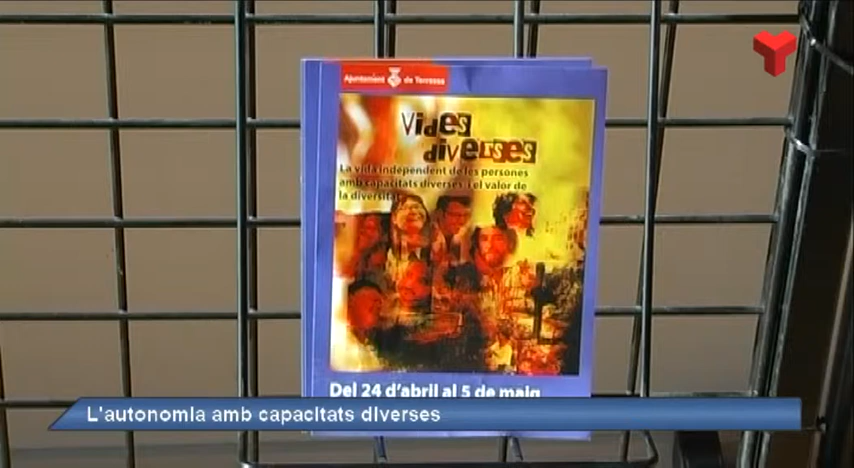 Ajuntament de Terrassa
Vides
diverses
La vida independent de les persones
amb capacitats diverses i el valor de
la diversitat
Del 24 d'abril al 5 de maig
L'autonomia amb capacitats diverses